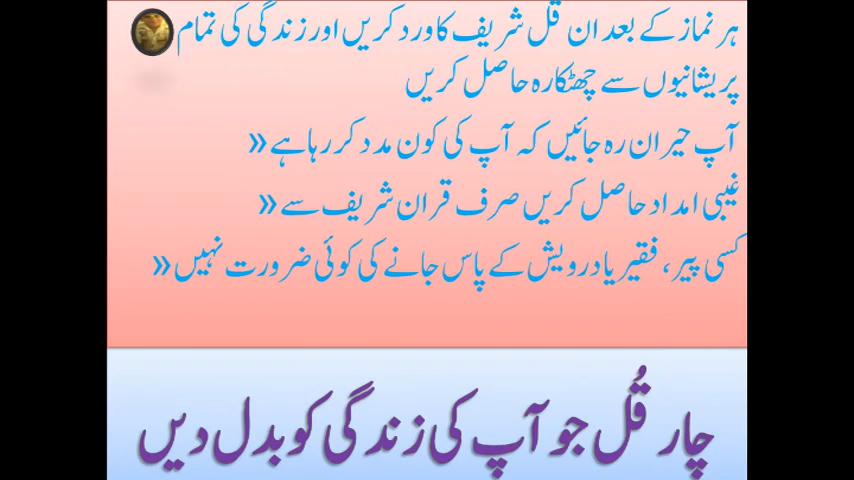 ہر نماز کے بعد ان قل شریف کا ورد کریں اور زندگی کی تمام
پریشانیوں سے چھٹکارہ حاصل کریں
آپ حیران رہ جائیں کہ آپ کی کون مدد کر رہا ہے »
غیبی امداد حاصل کریں صرف قران شریف سے »
کسی پیر، فقیر یا درویش کے پاس جانے کی کوئی ضرورت نہیں »
چار قُل جو آپ کی زندگی کو بدل دیں